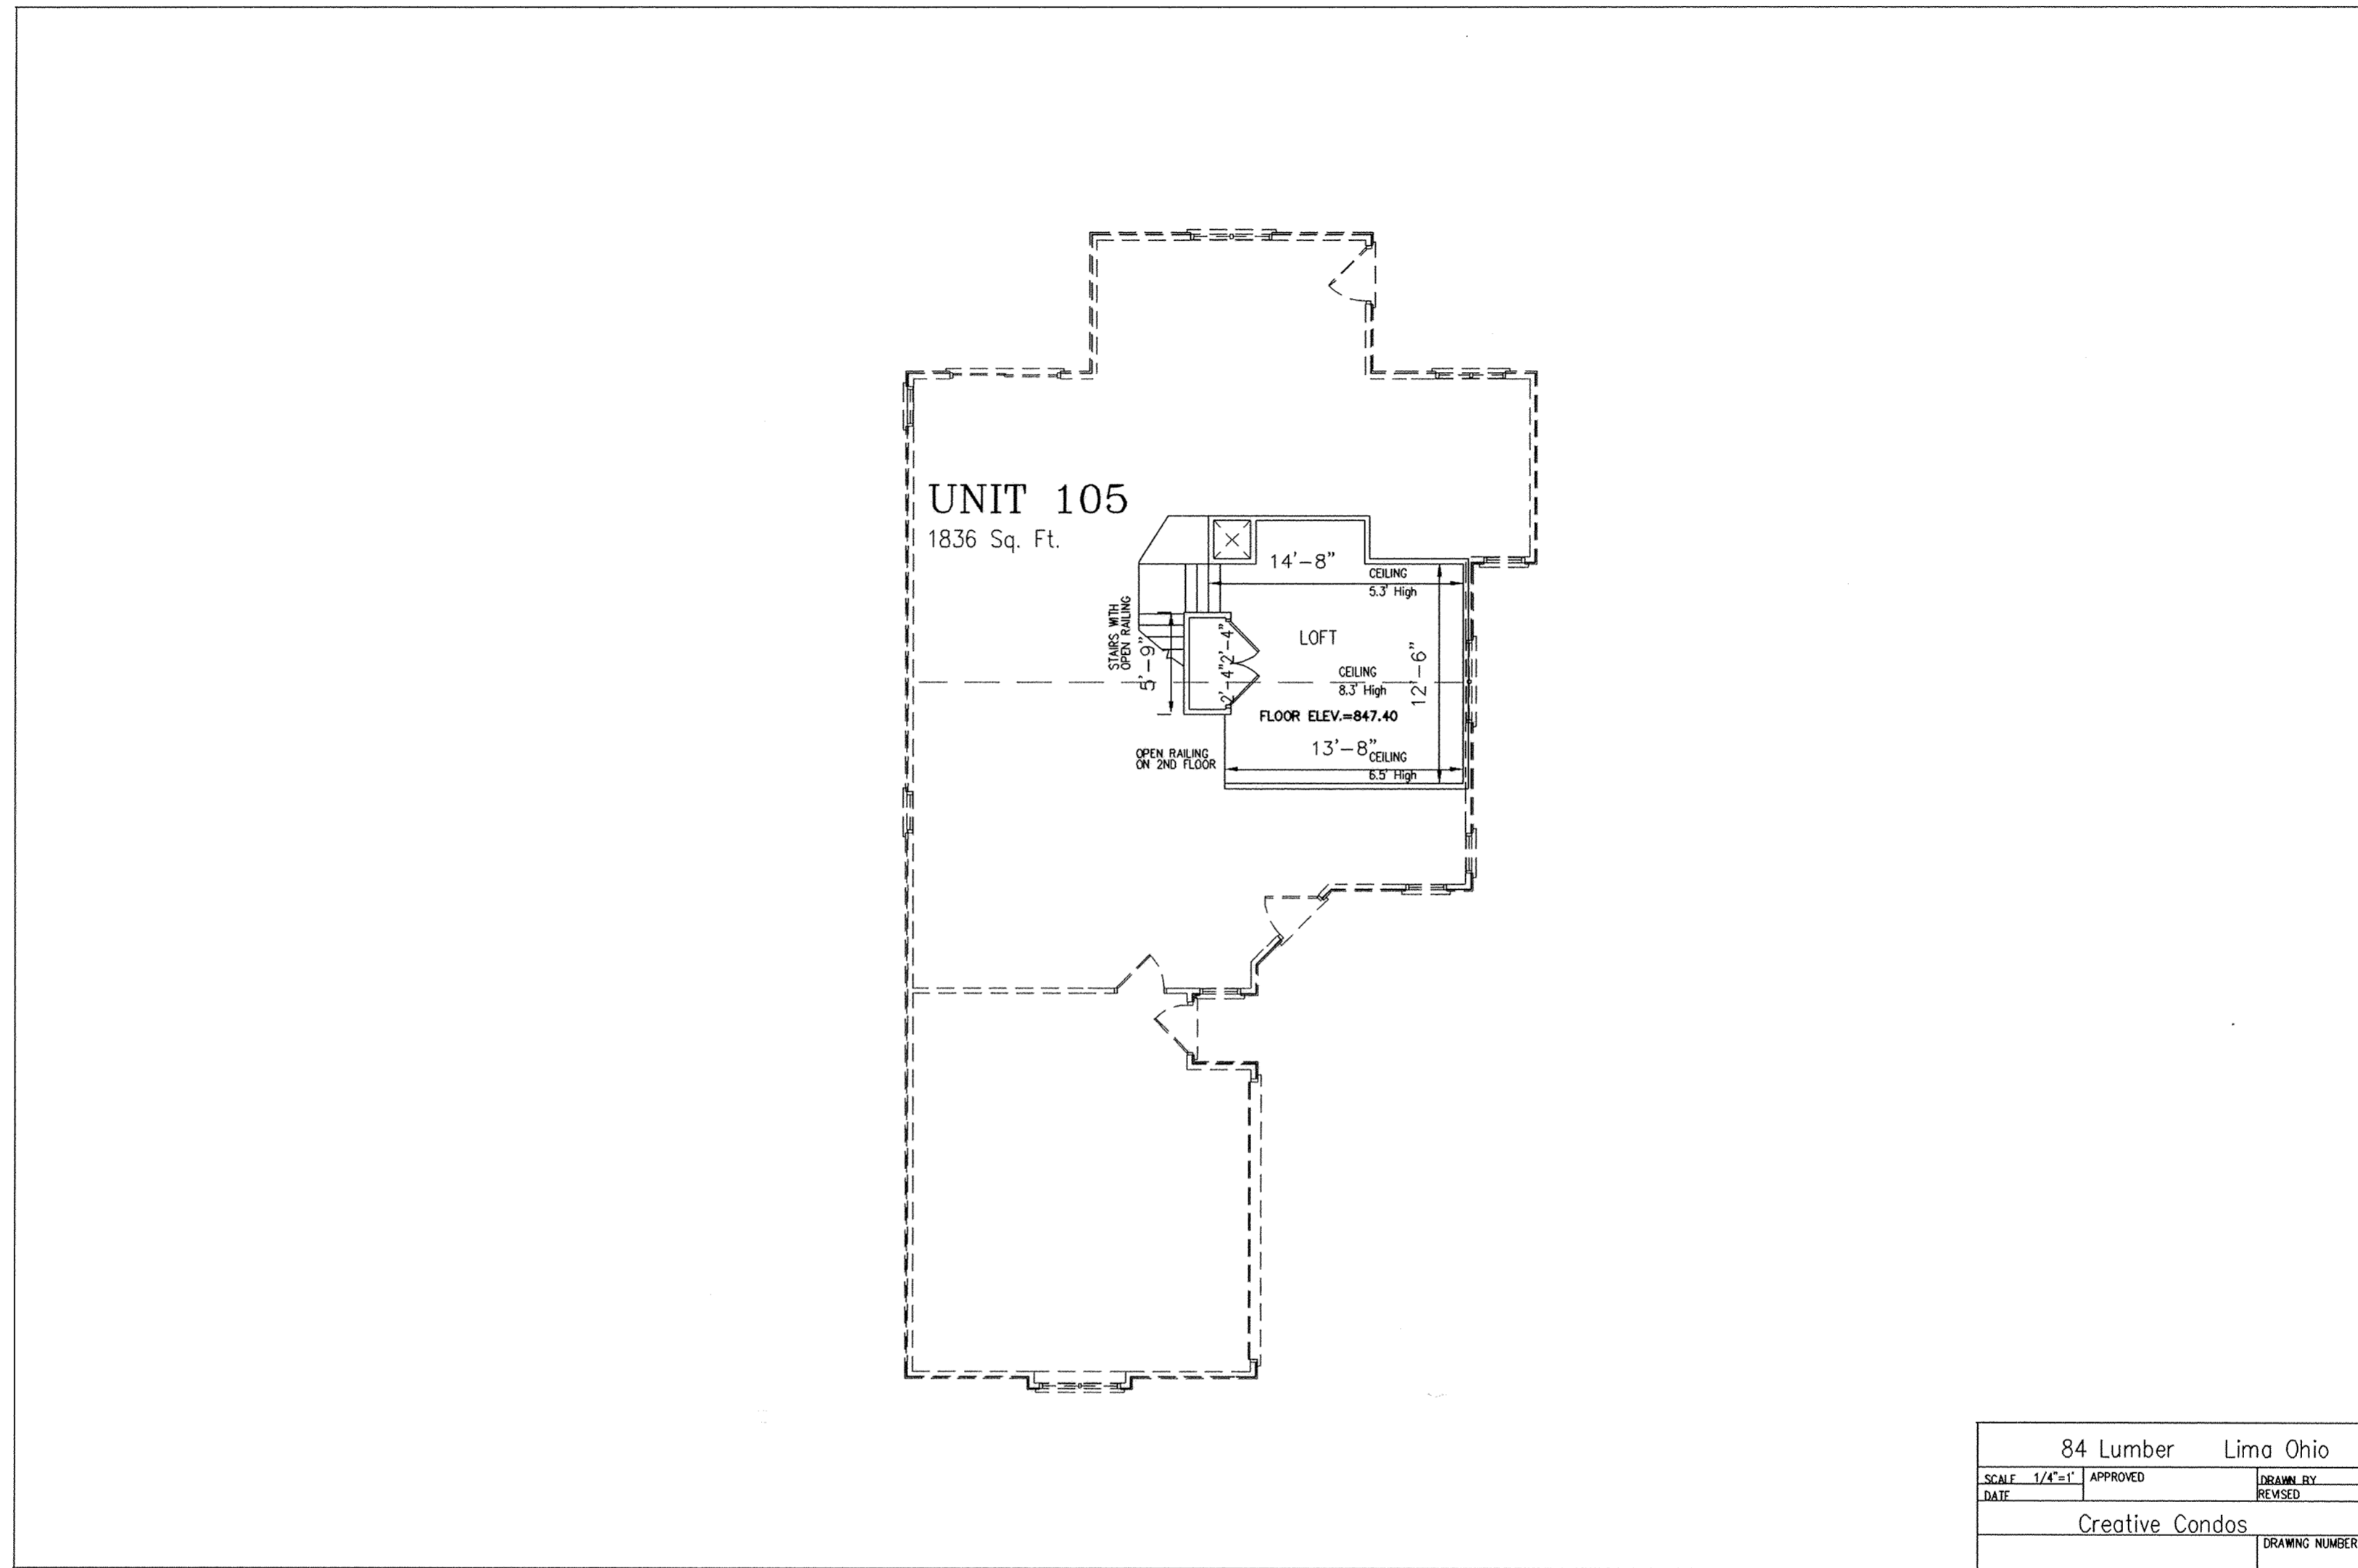 UNIT 105
1836 Sq. Ft.
14'-8"
CEILING
5.3' High
STAIRS WITH
OPEN RAILING
5'-9"
2'-4"
2'-4"
LOFT
CEILING
8.3' High
12'-6"
FLOOR ELEV.=847.40
13'-8"
CEILING
6.5' High
OPEN RAILING
ON 2ND FLOOR
84 Lumber Lima Ohio
SCALE 1/4"=1' APPROVED DRAWN BY
DATE REVISED
Creative Condos
DRAWING NUMBER